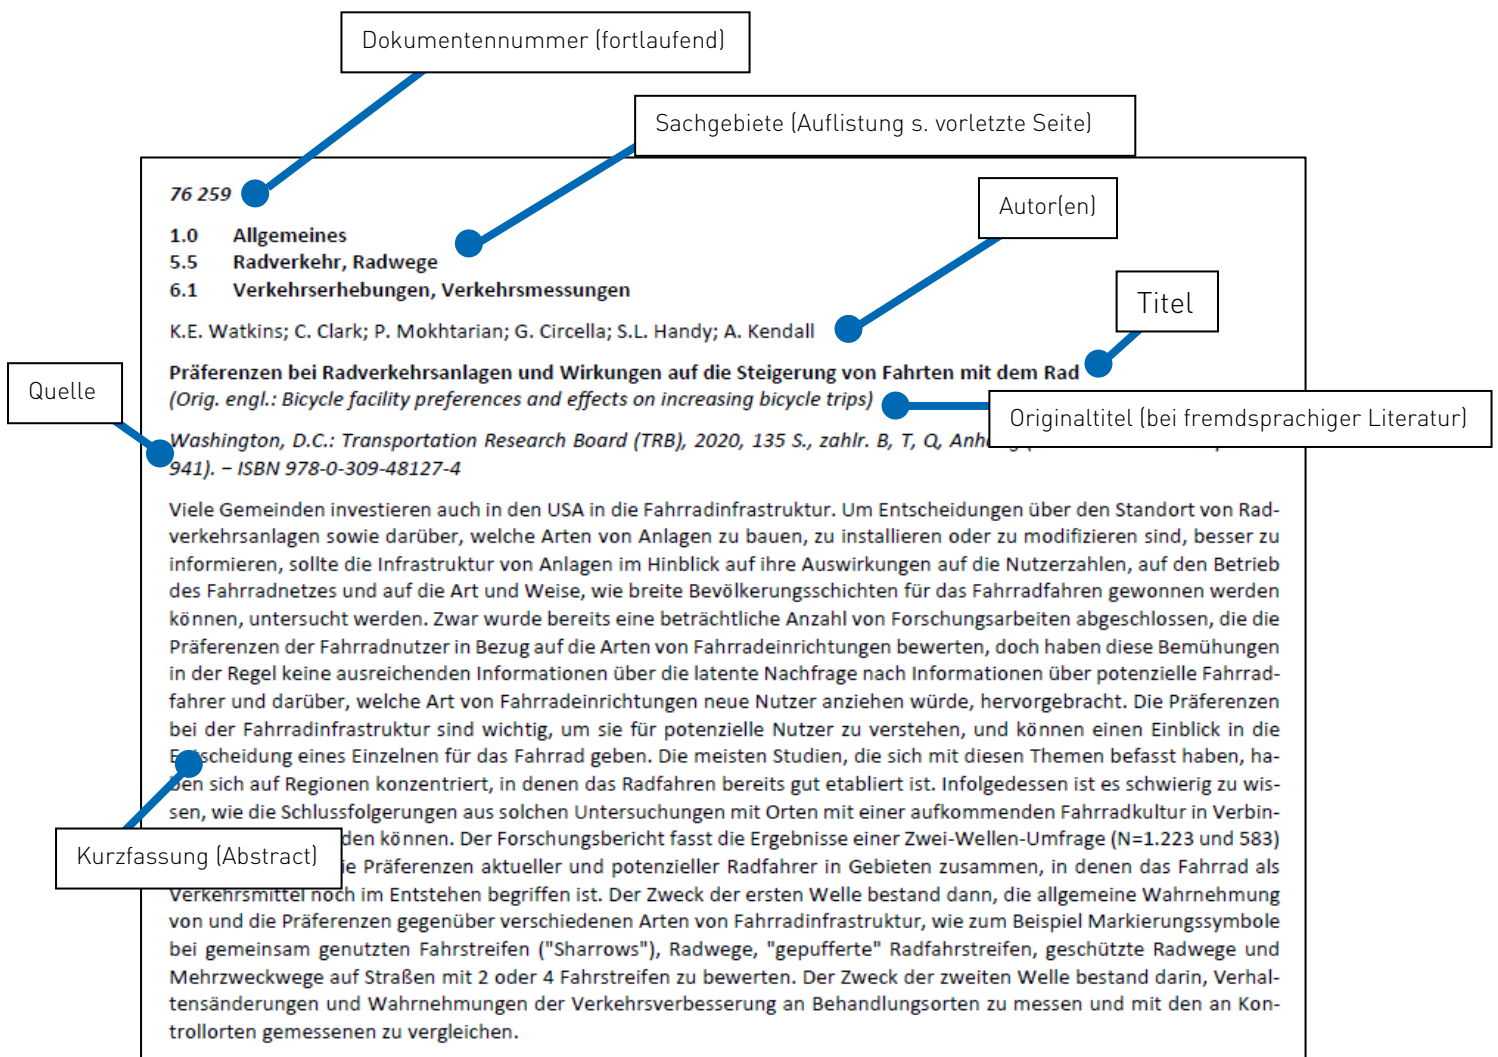 Dokumentennummer (fortlaufend)
Sachgebiete (Auflistung s. vorletzte Seite)
76 259
Autor(en)
1.0 Allgemeines
5.5 Radverkehr, Radwege
6.1 Verkehrserhebungen, Verkehrsmessungen
Titel
K.E. Watkins; C. Clark; P. Mokhtarian; G. Circella; S.L. Handy; A. Kendall
Präferenzen bei Radverkehrsanlagen und Wirkungen auf die Steigerung von Fahrten mit dem Rad
Quelle
(Orig. engl.: Bicycle facility preferences and effects on increasing bicycle trips)
Originaltitel (bei fremdsprachiger Literatur)
Washington, D.C.: Transportation Research Board (TRB), 2020, 135 S., zahlr. B, T, Q,
941). – ISBN 978-0-309-48127-4
Viele Gemeinden investieren auch in den USA in die Fahrradinfrastruktur. Um Entscheidungen über den Standort von Rad-
verkehrsanlagen sowie darüber, welche Arten von Anlagen zu bauen, zu installieren oder zu modifizieren sind, besser zu
informieren, sollte die Infrastruktur von Anlagen im Hinblick auf ihre Auswirkungen auf die Nutzerzahlen, auf den Betrieb
des Fahrradnetzes und auf die Art und Weise, wie breite Bevölkerungsschichten für das Fahrradfahren gewonnen werden
können, untersucht werden. Zwar wurde bereits eine beträchtliche Anzahl von Forschungsarbeiten abgeschlossen, die die
Präferenzen der Fahrradnutzer in Bezug auf die Arten von Fahrradeinrichtungen bewerten, doch haben diese Bemühungen
in der Regel keine ausreichenden Informationen über die latente Nachfrage nach Informationen über potenzielle Fahrrad-
fahrer und darüber, welche Art von Fahrradeinrichtungen neue Nutzer anziehen würde, hervorgebracht. Die Präferenzen
bei der Fahrradinfrastruktur sind wichtig, um sie für potenzielle Nutzer zu verstehen, und können einen Einblick in die
Entscheidung eines Einzelnen für das Fahrrad geben. Die meisten Studien, die sich mit diesen Themen befasst haben, ha-
ben sich auf Regionen konzentriert, in denen das Radfahren bereits gut etabliert ist. Infolgedessen ist es schwierig zu wis-
sen, wie die Schlussfolgerungen aus solchen Untersuchungen mit Orten mit einer aufkommenden Fahrradkultur in Verbin-
den können. Der Forschungsbericht fasst die Ergebnisse einer Zwei-Wellen-Umfrage (N=1.223 und 583)
Kurzfassung (Abstract)
ie Präferenzen aktueller und potenzieller Radfahrer in Gebieten zusammen, in denen das Fahrrad als
Verkehrsmittel noch im Entstehen begriffen ist. Der Zweck der ersten Welle bestand dann, die allgemeine Wahrnehmung
von und die Präferenzen gegenüber verschiedenen Arten von Fahrradinfrastruktur, wie zum Beispiel Markierungssymbole
bei gemeinsam genutzten Fahrstreifen ("Sharrows"), Radwege, "gepufferte" Radfahrstreifen, geschützte Radwege und
Mehrzweckwege auf Straßen mit 2 oder 4 Fahrstreifen zu bewerten. Der Zweck der zweiten Welle bestand darin, Verhal-
tensänderungen und Wahrnehmungen der Verkehrsverbesserung an Behandlungsorten zu messen und mit den an Kon-
trollorten gemessenen zu vergleichen.